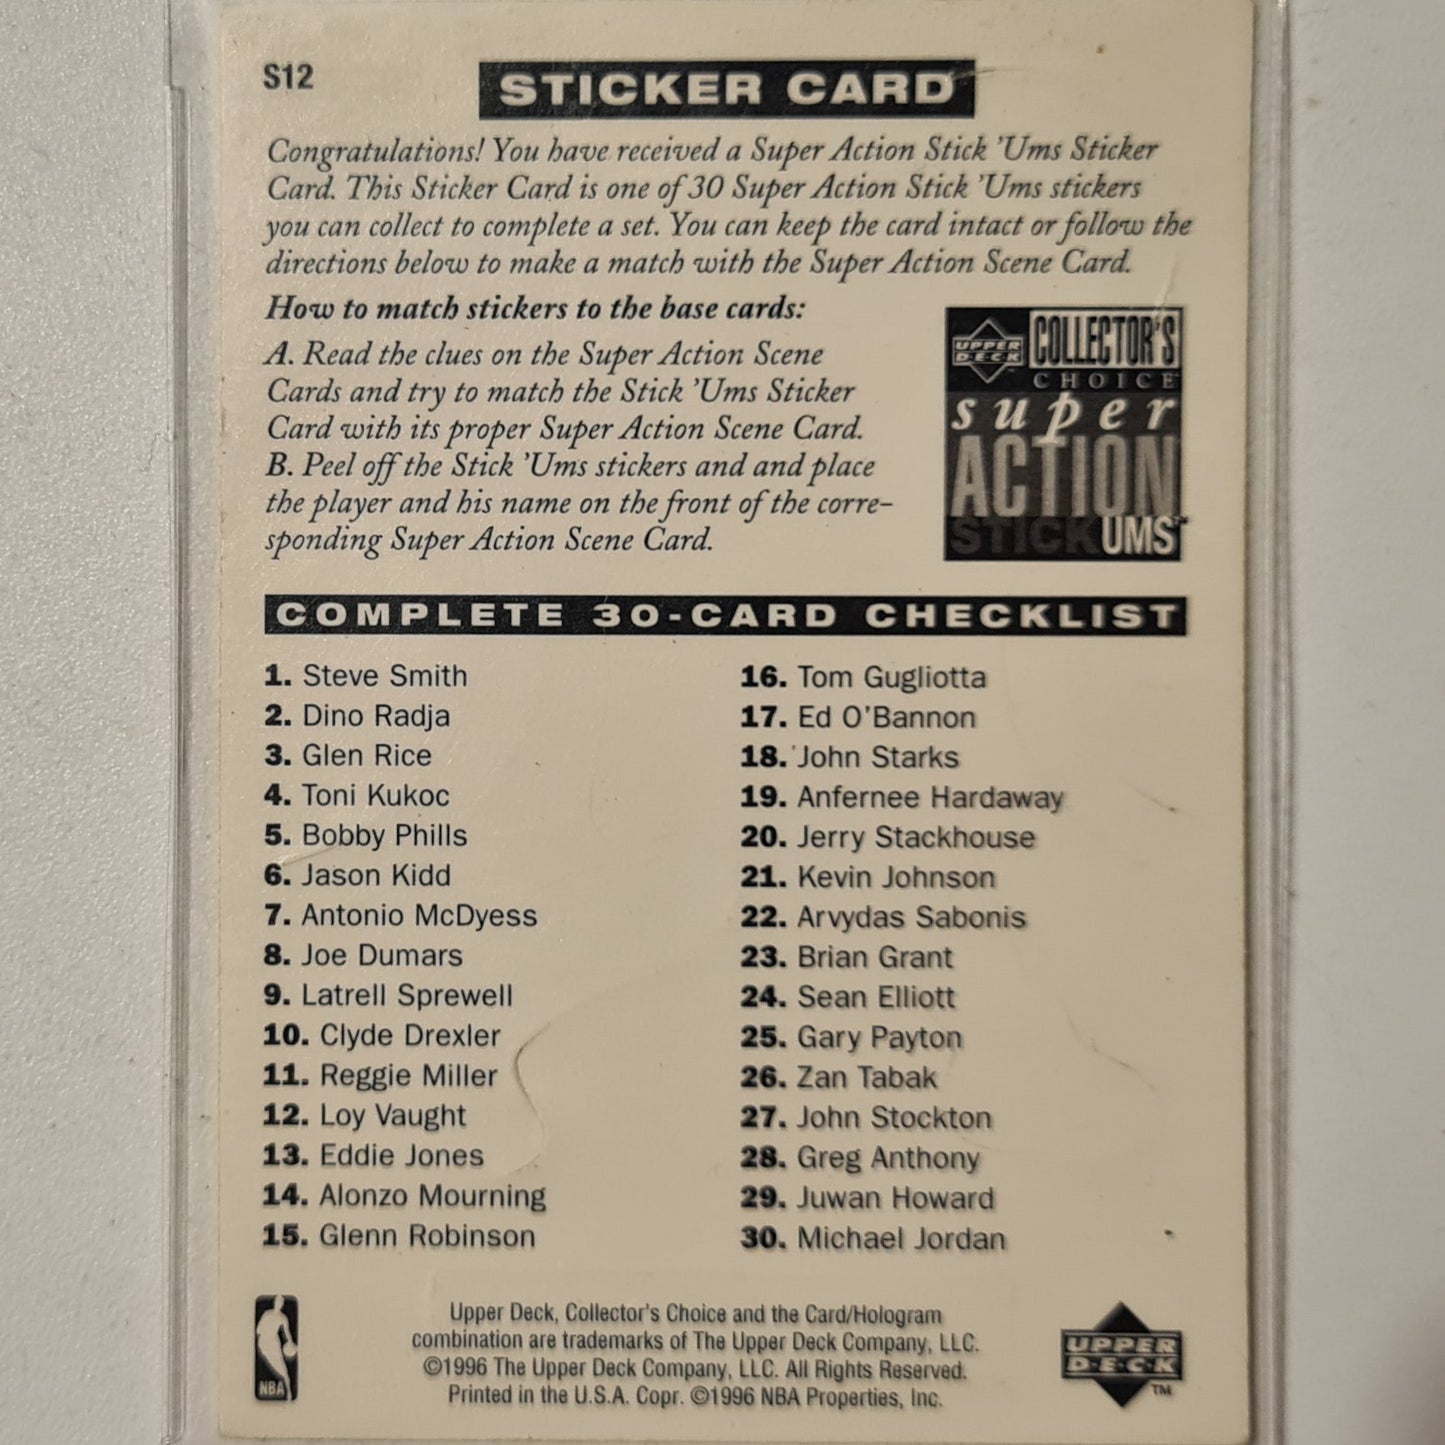 S12
STICKER CARD
Congratulations! You have received a Super Action Stick 'Ums Sticker
Card. This Sticker Card is one of 30 Super Action Stick 'Ums stickers
you can collect to complete a set. You can keep the card intact or follow the
directions below to make a match with the Super Action Scene Card.
How to match stickers to the base cards:
A. Read the clues on the Super Action Scene
Cards and try to match the Stick 'Ums Sticker
Card with its proper Super Action Scene Card.
B. Peel off the Stick 'Ums stickers and and place
the player and his name on the front of the corre-
sponding Super Action Scene Card.
UPPER DECK™
COLLECTOR'S
CHOICE
super
ACTION
STICKUMS™
COMPLETE 30-CARD CHECKLIST
1. Steve Smith
2. Dino Radja
3. Glen Rice
4. Toni Kukoc
5. Bobby Phills
6. Jason Kidd
7. Antonio McDyess
8. Joe Dumars
9. Latrell Sprewell
10. Clyde Drexler
11. Reggie Miller
12. Loy Vaught
13. Eddie Jones
14. Alonzo Mourning
15. Glenn Robinson
16. Tom Gugliotta
17. Ed O'Bannon
18. John Starks
19. Anfernee Hardaway
20. Jerry Stackhouse
21. Kevin Johnson
22. Arvydas Sabonis
23. Brian Grant
24. Sean Elliott
25. Gary Payton
26. Zan Tabak
27. John Stockton
28. Greg Anthony
29. Juwan Howard
30. Michael Jordan
NBA
Upper Deck, Collector's Choice and the Card/Hologram
combination are trademarks of The Upper Deck Company, LLC.
©1996 The Upper Deck Company, LLC. All Rights Reserved.
Printed in the U.S.A. Copr. ©1996 NBA Properties, Inc.
UPPER
D·E·C·K
™